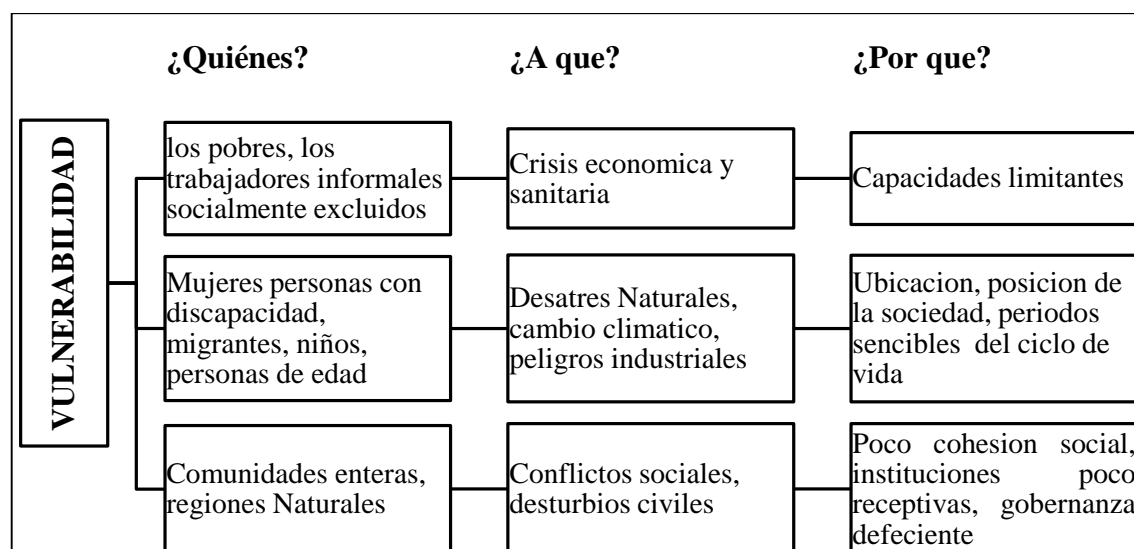 ¿Quiénes?
¿A que?
¿Por que?
VULNERABILIDAD
los pobres, los
trabajadores informales
socialmente excluidos
Crisis economica y
sanitaria
Capacidades limitantes
Mujeres personas con
discapacidad,
migrantes, niños,
personas de edad
Desatres Naturales,
cambio climatico,
peligros industriales
Ubicacion, posicion de
la sociedad, periodos
sencibles del ciclo de
vida
Comunidades enteras,
regiones Naturales
Conflictos sociales,
desturbios civiles
Poco cohesion social,
instituciones poco
receptivas, gobernanza
defeciente